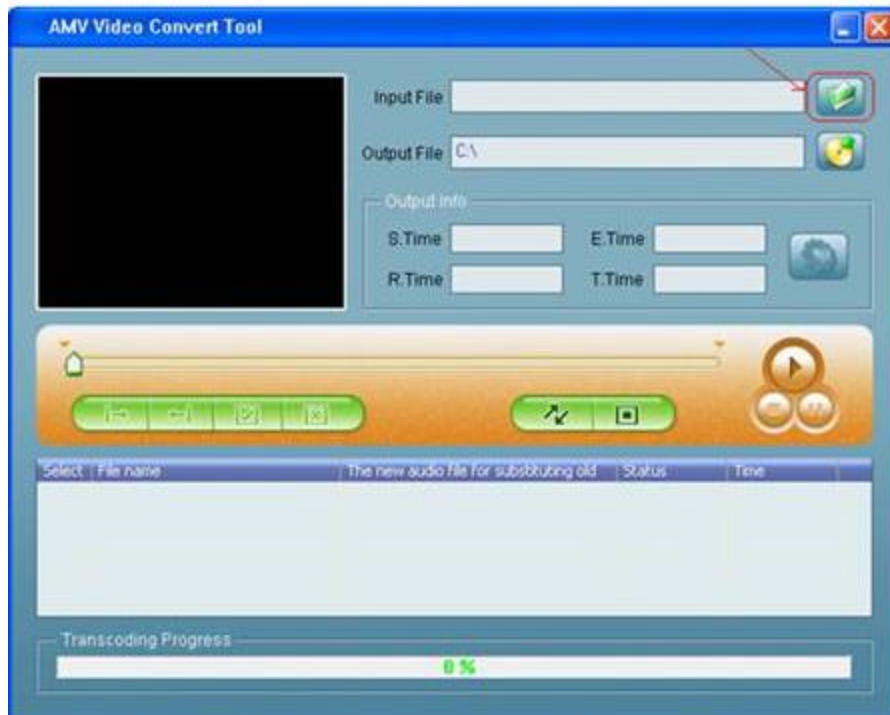 AMV Video Convert Tool
Input File
Output File C:\
Output Info
S.Time E.Time
R.Time T.Time
Select File name The new audio file for substituting old Status Time
Transcoding Progress
0 %